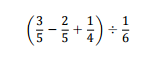 (3/5 − 2/5 + 1/4) ÷ 1/6